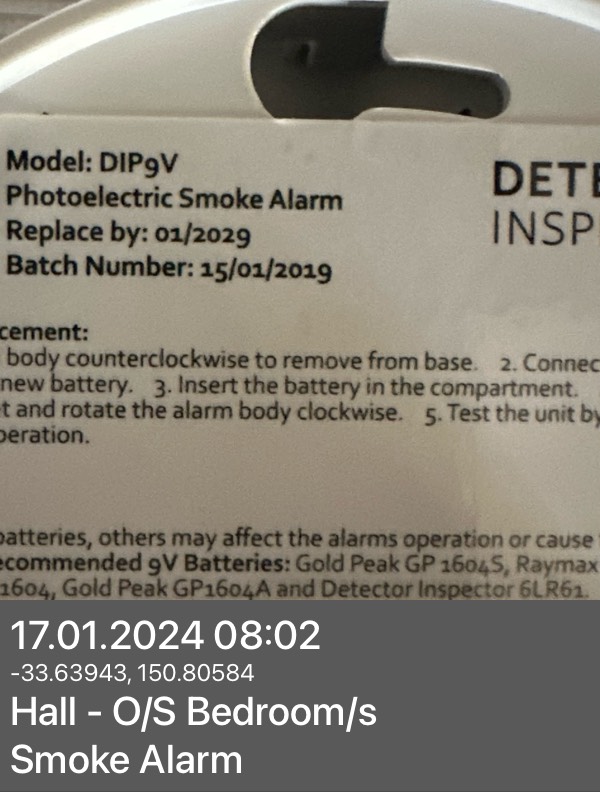 Model: DIP9V
Photoelectric Smoke Alarm
Replace by: 01/2029
Batch Number: 15/01/2019
DETE
INSP
cement:
body counterclockwise to remove from base. 2. Connec
new battery. 3. Insert the battery in the compartment.
t and rotate the alarm body clockwise. 5. Test the unit by
peration.
batteries, others may affect the alarms operation or cause
ecommended 9V Batteries: Gold Peak GP 1604S, Raymax
1604, Gold Peak GP1604A and Detector Inspector 6LR61.
17.01.2024 08:02
-33.63943, 150.80584
Hall - O/S Bedroom/s
Smoke Alarm